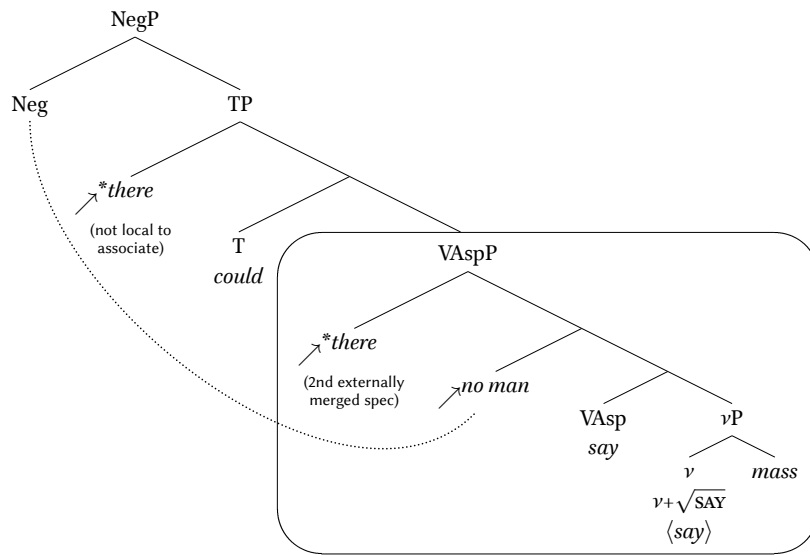 NegP
Neg TP
*there
(not local to
associate)
T
could
VAspP
*there
(2nd externally
merged spec)
no man
VAsp
say
vP
v mass
v+√SAY
⟨say⟩